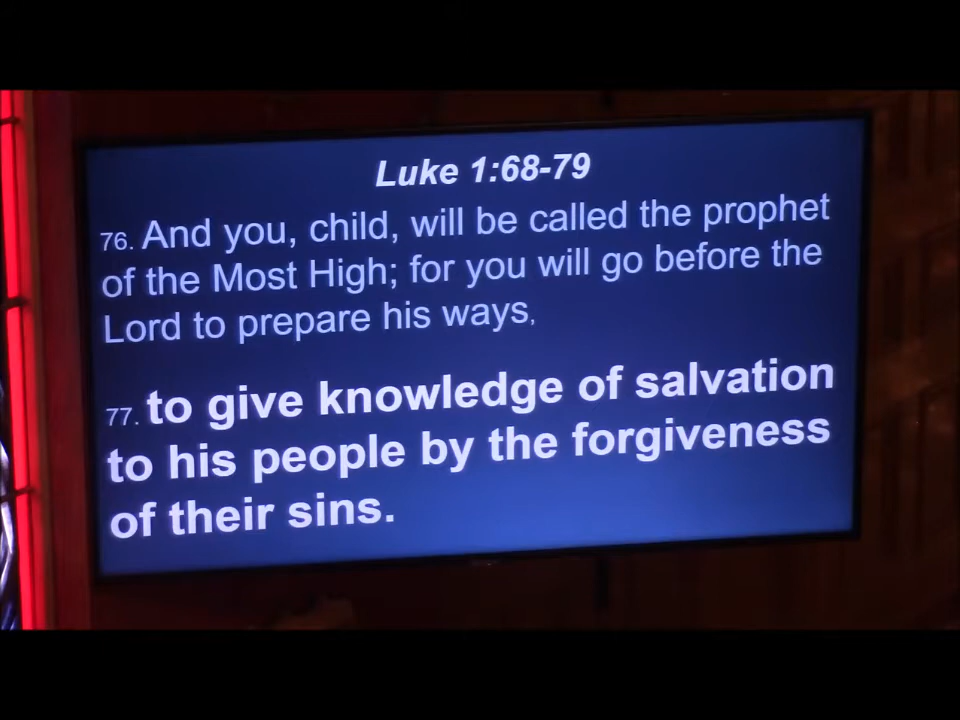 Luke 1:68-79
76. And you, child, will be called the prophet
of the Most High; for you will go before the
Lord to prepare his ways,
77. to give knowledge of salvation
to his people by the forgiveness
of their sins.